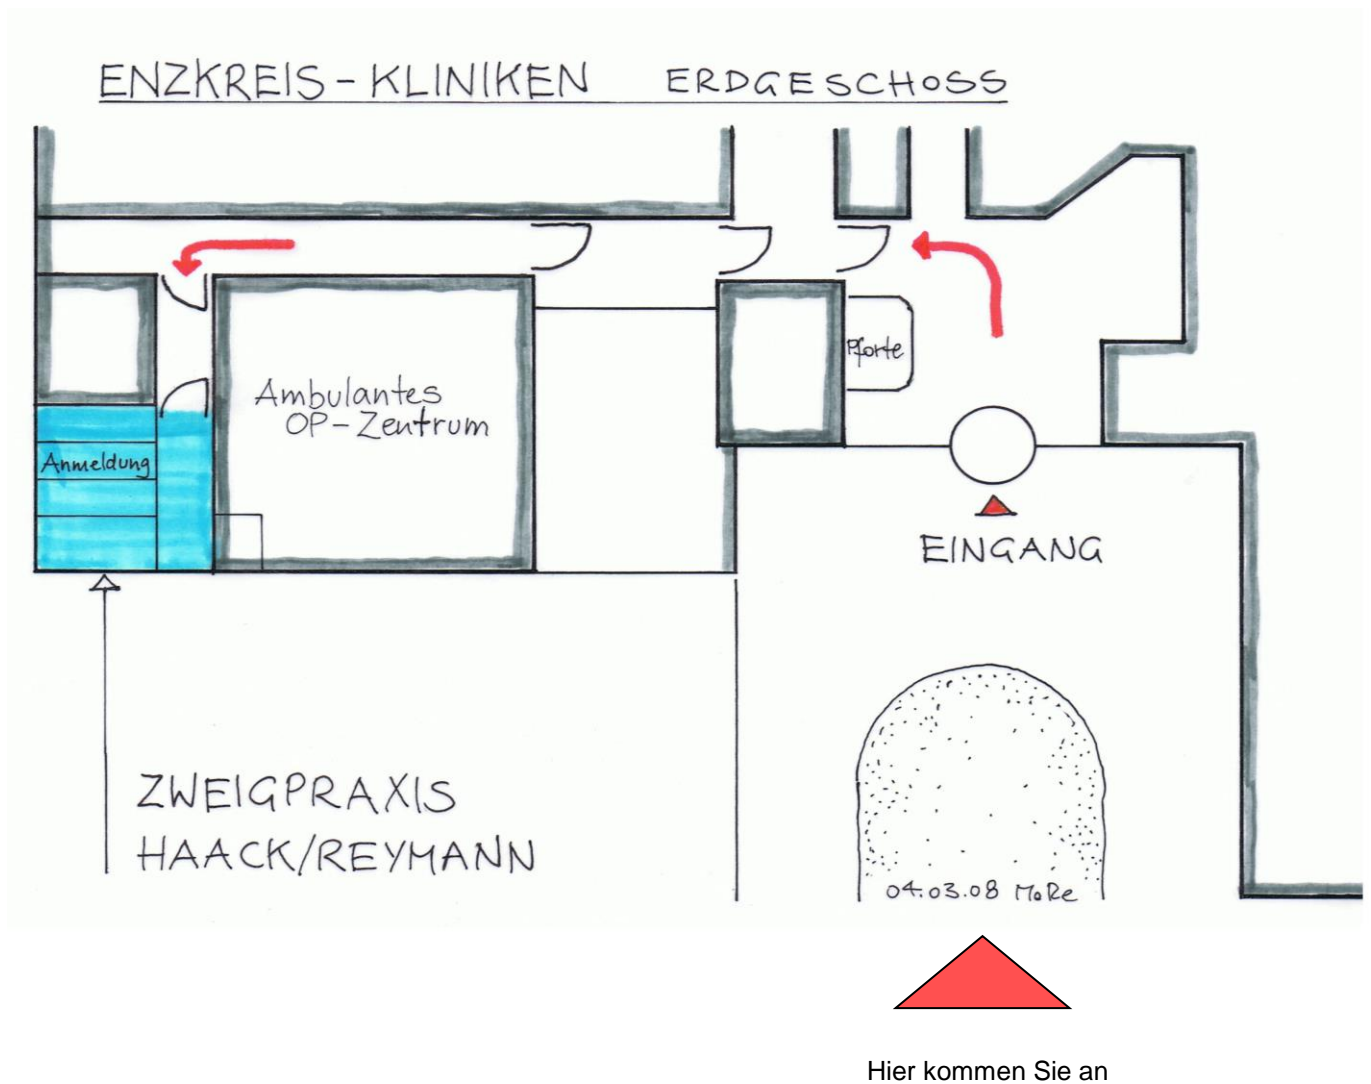 ENZKREIS-KLINIKEN ERDGESCHOSS
Pforte
Ambulantes
OP-Zentrum
Anmeldung
EINGANG
ZWEIGPRAXIS
HAACK/REYMANN
04.03.08 MoRe
Hier kommen Sie an